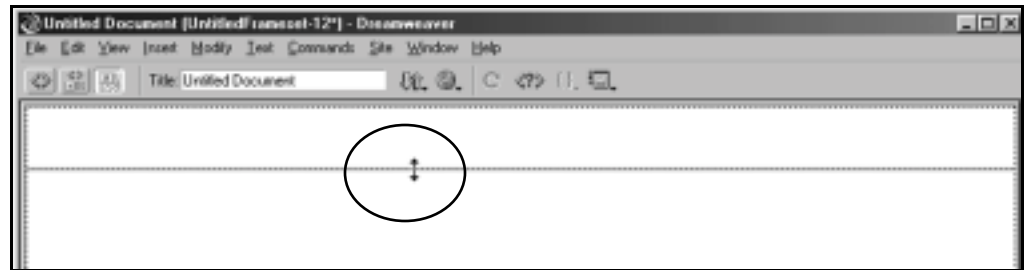 Untitled Document (UntitledFrameset-12*) - Dreamweaver
File Edit View Insert Modify Text Commands Site Window Help
Title: Untitled Document